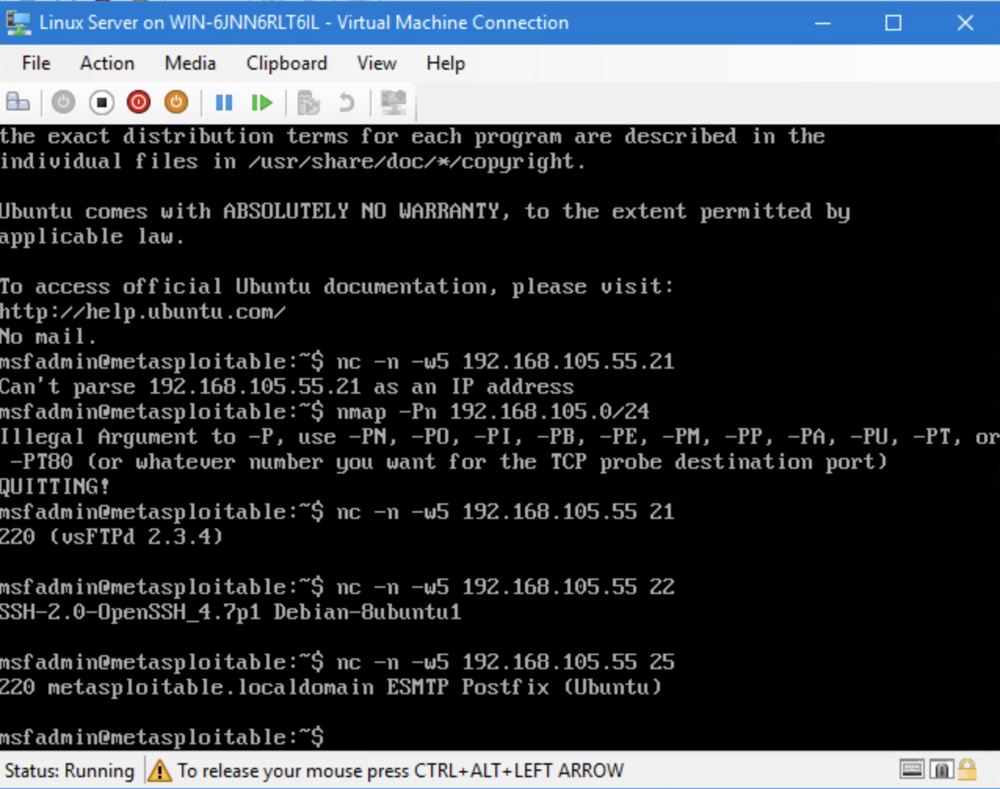 Linux Server on WIN-6JNN6RLT6IL - Virtual Machine Connection
File Action Media Clipboard View Help
the exact distribution terms for each program are described in the
individual files in /usr/share/doc/*/copyright.
Ubuntu comes with ABSOLUTELY NO WARRANTY, to the extent permitted by
applicable law.
To access official Ubuntu documentation, please visit:
http://help.ubuntu.com/
No mail.
msfadmin@metasploitable:~$ nc -n -w5 192.168.105.55.21
Can't parse 192.168.105.55.21 as an IP address
msfadmin@metasploitable:~$ nmap -Pn 192.168.105.0/24
Illegal Argument to -P, use -PN, -PO, -PI, -PB, -PE, -PM, -PP, -PA, -PU, -PT, or
 -PT80 (or whatever number you want for the TCP probe destination port)
QUITTING!
msfadmin@metasploitable:~$ nc -n -w5 192.168.105.55 21
220 (vsFTPd 2.3.4)
msfadmin@metasploitable:~$ nc -n -w5 192.168.105.55 22
SSH-2.0-OpenSSH_4.7p1 Debian-8ubuntu1
msfadmin@metasploitable:~$ nc -n -w5 192.168.105.55 25
220 metasploitable.localdomain ESMTP Postfix (Ubuntu)
msfadmin@metasploitable:~$
Status: Running To release your mouse press CTRL+ALT+LEFT ARROW